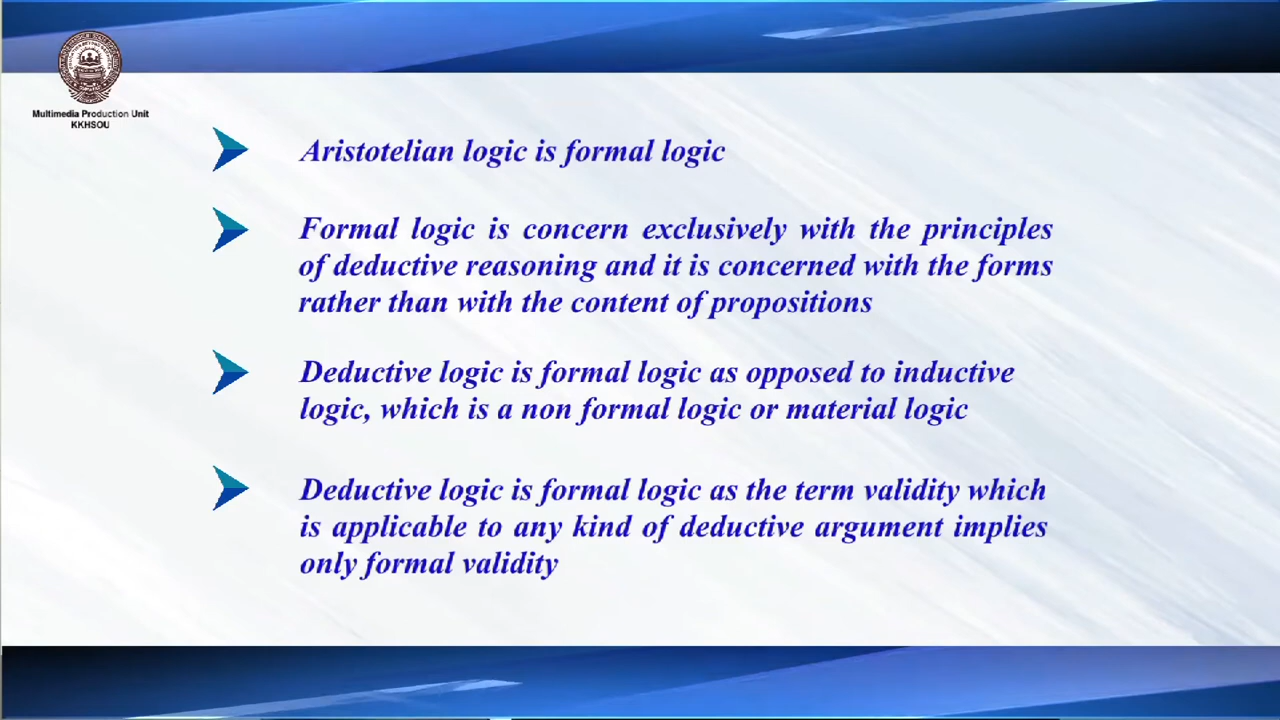 Multimedia Production Unit
KKHSOU
Aristotelian logic is formal logic
Formal logic is concern exclusively with the principles
of deductive reasoning and it is concerned with the forms
rather than with the content of propositions
Deductive logic is formal logic as opposed to inductive
logic, which is a non formal logic or material logic
Deductive logic is formal logic as the term validity which
is applicable to any kind of deductive argument implies
only formal validity